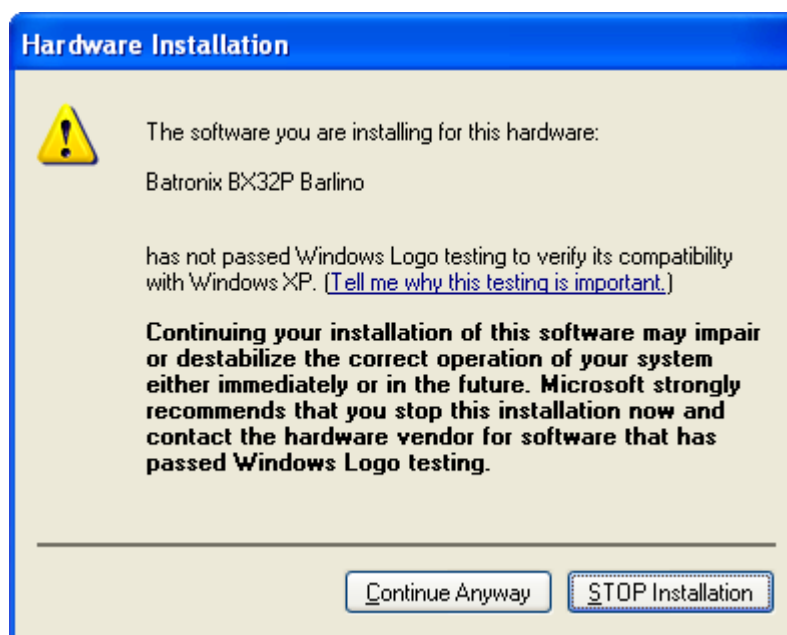 Hardware Installation
The software you are installing for this hardware:
Batronix BX32P Barlino
has not passed Windows Logo testing to verify its compatibility
with Windows XP. (Tell me why this testing is important.)
Continuing your installation of this software may impair
or destabilize the correct operation of your system
either immediately or in the future. Microsoft strongly
recommends that you stop this installation now and
contact the hardware vendor for software that has
passed Windows Logo testing.
Continue Anyway
STOP Installation